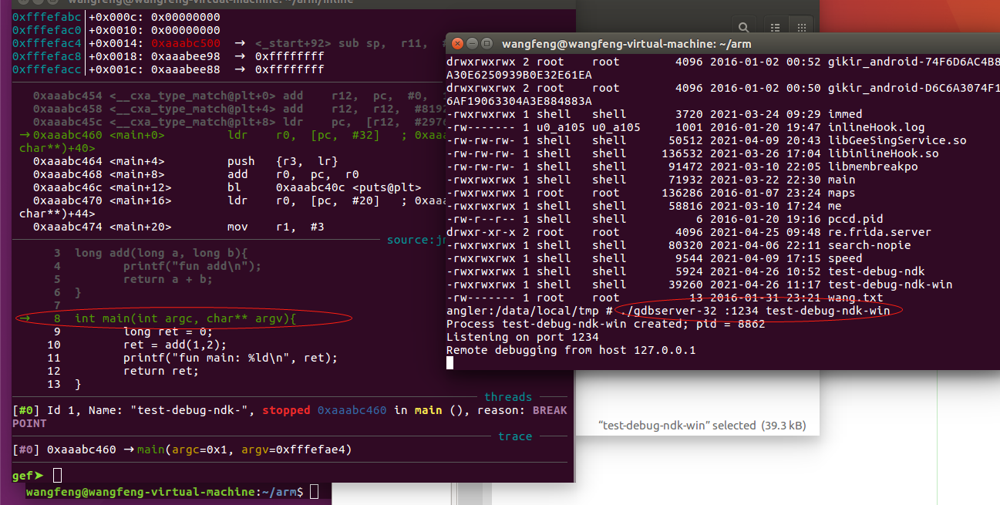 wangfeng@wangfeng-virtual-machine: ~/arm/inline
0xfffefabc│+0x000c: 0x00000000
0xfffefac0│+0x0010: 0x00000000
0xfffefac4│+0x0014: 0xaaabc500 → <_start+92> sub sp, r11,
0xfffefac8│+0x0018: 0xaaabee98 → 0xffffffff
0xfffefacc│+0x001c: 0xaaabee88 → 0xffffffff
0xaaabc454 <__cxa_type_match@plt+0> add r12, pc, #0,
0xaaabc458 <__cxa_type_match@plt+4> add r12, r12, #8192
0xaaabc45c <__cxa_type_match@plt+8> ldr pc, [r12, #2976
→ 0xaaabc460 <main+0> ldr r0, [pc, #32] ; 0xaaa
char**)+40>
0xaaabc464 <main+4> push {r3, lr}
0xaaabc468 <main+8> add r0, pc, r0
0xaaabc46c <main+12> bl 0xaaabc40c <puts@plt>
0xaaabc470 <main+16> ldr r0, [pc, #20] ; 0xaaa
char**)+44>
0xaaabc474 <main+20> mov r1, #3
source:jn
3 long add(long a, long b){
4 printf("fun add\n");
5 return a + b;
6 }
7
→ 8 int main(int argc, char** argv){
9 long ret = 0;
10 ret = add(1,2);
11 printf("fun main: %ld\n", ret);
12 return ret;
13 }
threads
[#0] Id 1, Name: "test-debug-ndk-", stopped 0xaaabc460 in main (), reason: BREAK
POINT
trace
[#0] 0xaaabc460 → main(argc=0x1, argv=0xfffefae4)
gef➤
wangfeng@wangfeng-virtual-machine:~/arm$
wangfeng@wangfeng-virtual-machine: ~/arm
drwxrwxrwx 2 root root 4096 2016-01-02 00:52 gikir_android-74F6D6AC4B8
A30E6250939B0E32E61EA
drwxrwxrwx 2 root root 4096 2016-01-02 00:50 gikir_android-D6C6A3074F1
6AF19063304A3E884883A
-rwxrwxrwx 1 shell shell 3720 2021-03-24 09:29 immed
-rw------- 1 u0_a105 u0_a105 1001 2016-01-20 19:47 inlineHook.log
-rw-rw-rw- 1 shell shell 50512 2021-04-09 20:43 libGeeSingService.so
-rw-rw-rw- 1 shell shell 136532 2021-03-26 17:04 libinlineHook.so
-rw-rw-rw- 1 shell shell 91472 2021-03-10 22:05 libmembreakpo
-rwxrwxrwx 1 shell shell 71932 2021-03-22 22:30 main
-rwxrwxrwx 1 root root 136286 2016-01-07 23:24 maps
-rwxrwxrwx 1 shell shell 58816 2021-03-10 17:24 me
-rw-r--r-- 1 shell shell 6 2016-01-20 19:16 pccd.pid
drwxr-xr-x 2 root root 4096 2021-04-25 09:48 re.frida.server
-rwxrwxrwx 1 shell shell 80320 2021-04-06 22:11 search-nopie
-rwxrwxrwx 1 shell shell 9544 2021-04-09 17:15 speed
-rwxrwxrwx 1 shell shell 5924 2021-04-26 10:52 test-debug-ndk
-rwxrwxrwx 1 shell shell 39260 2021-04-26 11:17 test-debug-ndk-win
-rw------- 1 root root 13 2016-01-31 23:21 wang.txt
angler:/data/local/tmp # ./gdbserver-32 :1234 test-debug-ndk-win
Process test-debug-ndk-win created; pid = 8862
Listening on port 1234
Remote debugging from host 127.0.0.1
“test-debug-ndk-win” selected (39.3 kB)